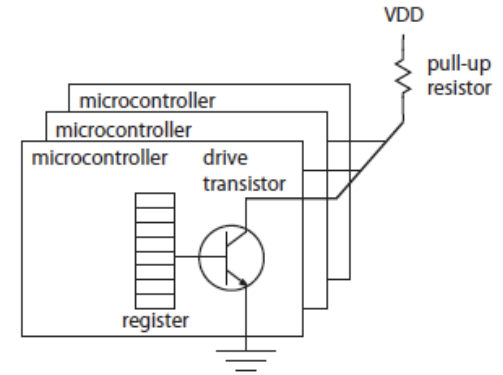 VDD
pull-up
resistor
microcontroller
microcontroller
microcontroller
drive
transistor
register